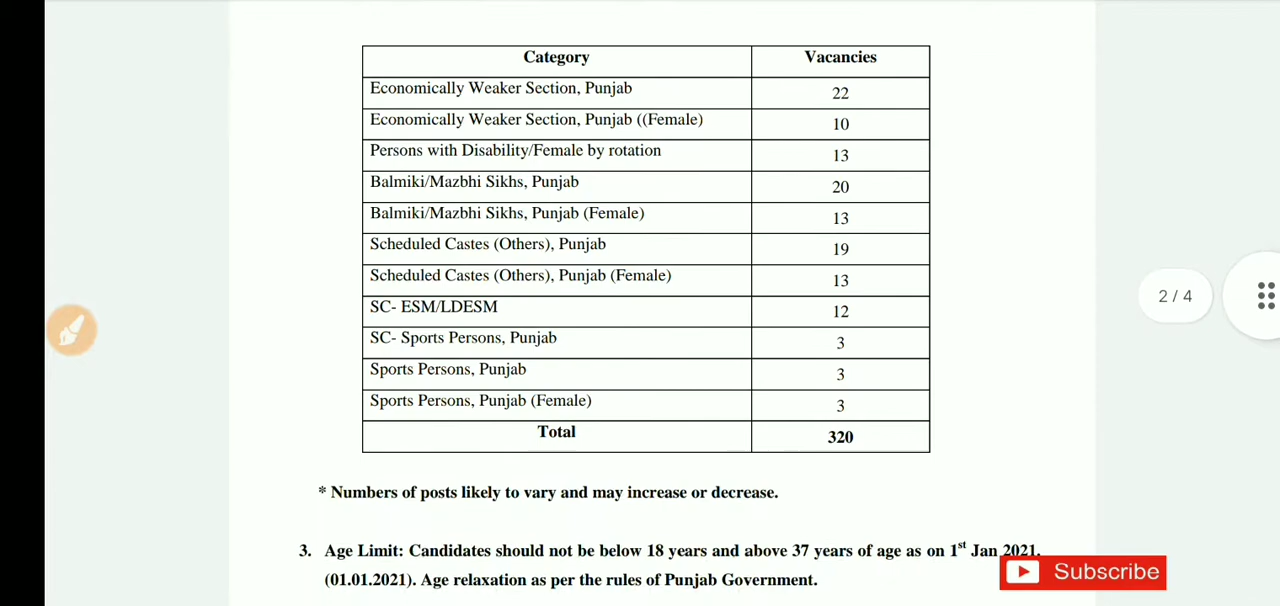 Category Vacancies
Economically Weaker Section, Punjab 22
Economically Weaker Section, Punjab ((Female) 10
Persons with Disability/Female by rotation 13
Balmiki/Mazbhi Sikhs, Punjab 20
Balmiki/Mazbhi Sikhs, Punjab (Female) 13
Scheduled Castes (Others), Punjab 19
Scheduled Castes (Others), Punjab (Female) 13
SC- ESM/LDESM 12
SC- Sports Persons, Punjab 3
Sports Persons, Punjab 3
Sports Persons, Punjab (Female) 3
Total 320
2 / 4
* Numbers of posts likely to vary and may increase or decrease.
3. Age Limit: Candidates should not be below 18 years and above 37 years of age as on 1st Jan 2021.
(01.01.2021). Age relaxation as per the rules of Punjab Government.
Subscribe